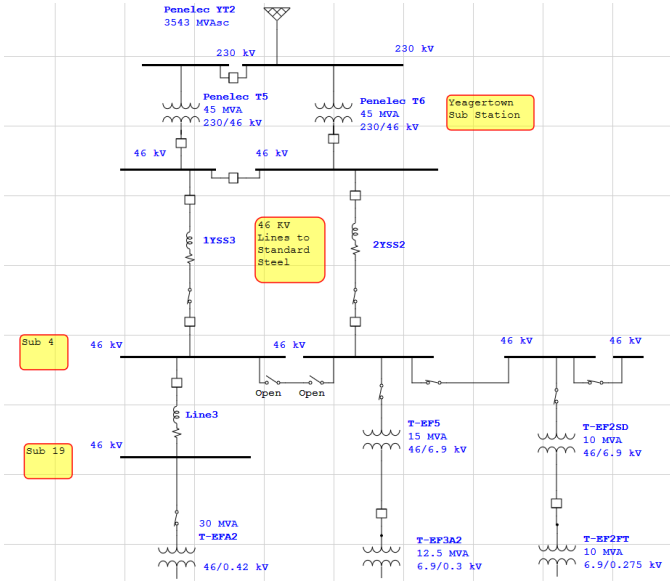 Penelec YT2
3543 MVAsc
230 kV
230 kV
Penelec T5
45 MVA
230/46 kV
Penelec T6
45 MVA
230/46 kV
Yeagertown
Sub Station
46 kV
46 kV
1YSS3
46 KV
Lines to
Standard
Steel
2YSS2
Sub 4
46 kV
46 kV
46 kV
46 kV
Open
Open
Line3
Sub 19
46 kV
T-EF5
15 MVA
46/6.9 kV
T-EF2SD
10 MVA
46/6.9 kV
30 MVA
T-EFA2
46/0.42 kV
T-EF3A2
12.5 MVA
6.9/0.3 kV
T-EF2FT
10 MVA
6.9/0.275 kV